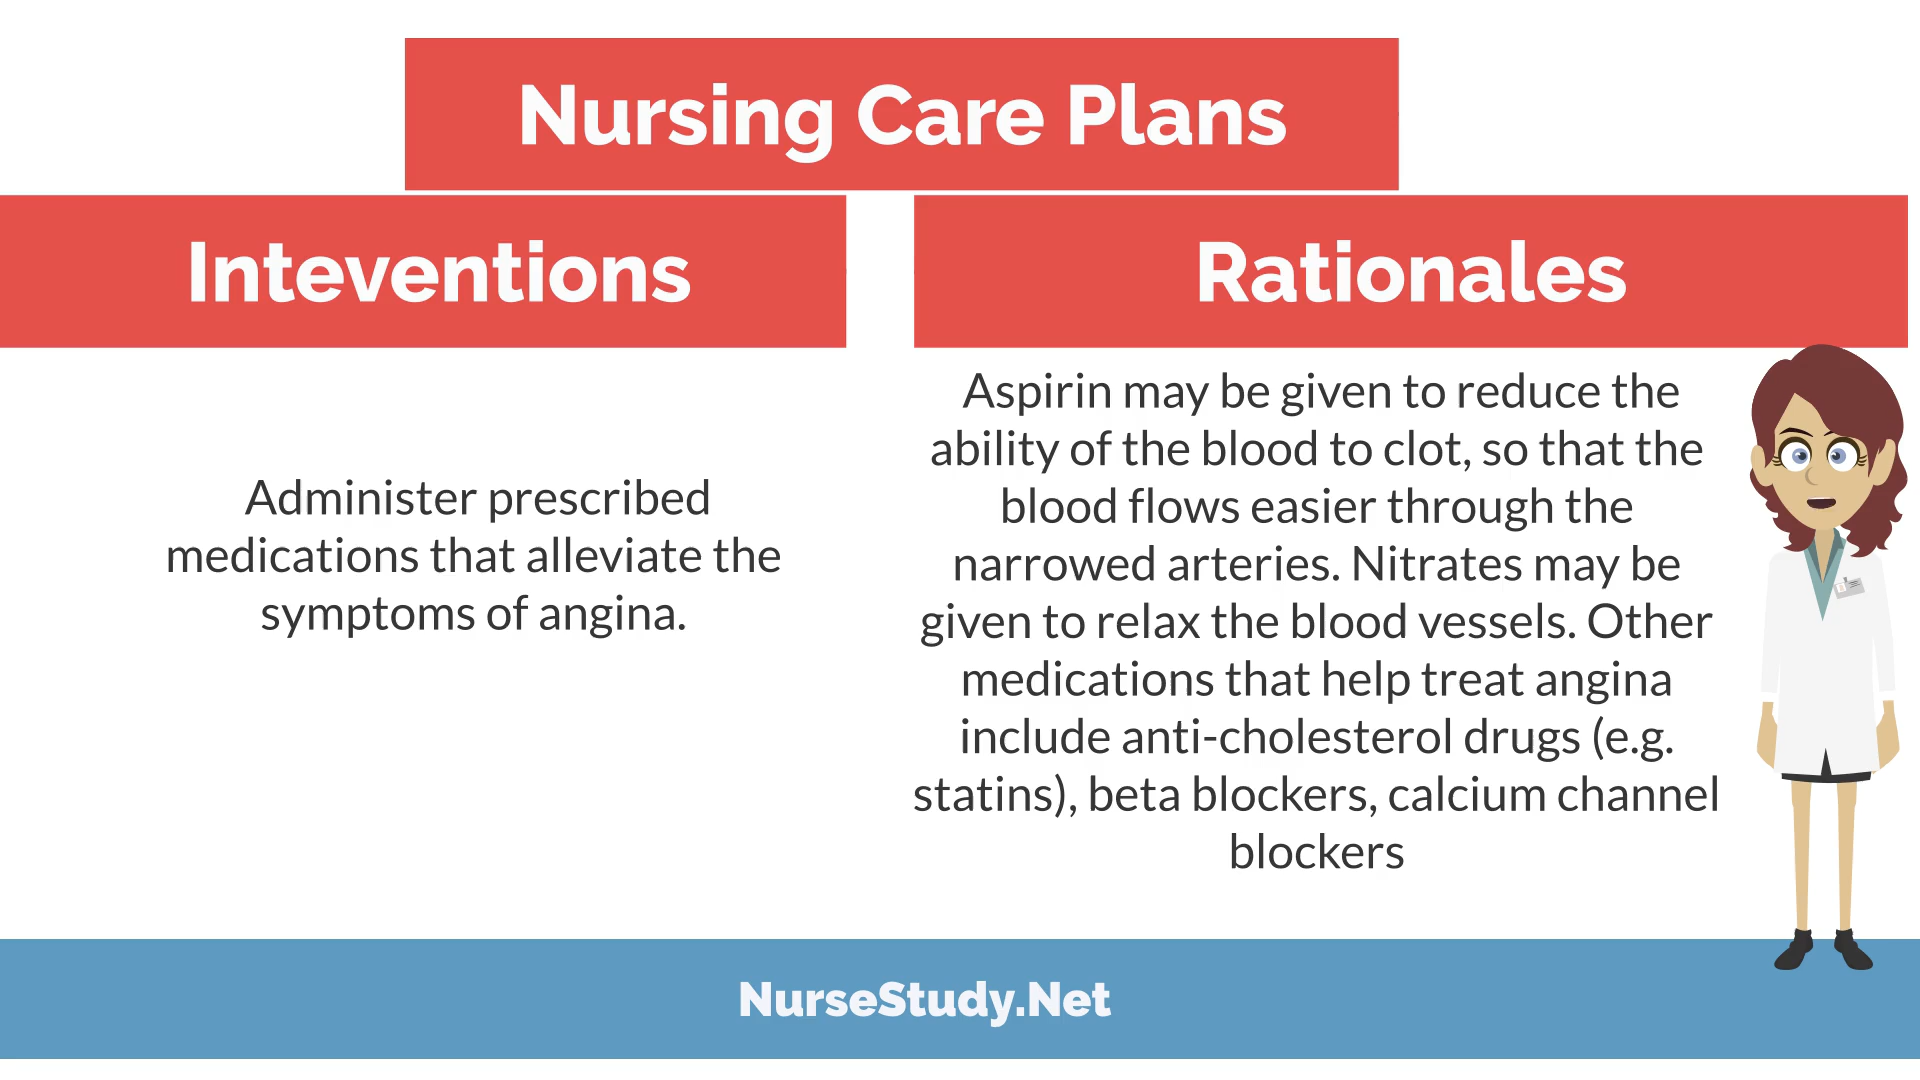 Nursing Care Plans
Inteventions
Rationales
Administer prescribed
medications that alleviate the
symptoms of angina.
Aspirin may be given to reduce the
ability of the blood to clot, so that the
blood flows easier through the
narrowed arteries. Nitrates may be
given to relax the blood vessels. Other
medications that help treat angina
include anti-cholesterol drugs (e.g.
statins), beta blockers, calcium channel
blockers
NurseStudy.Net